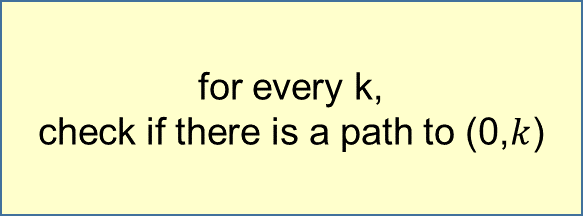 for every k,
check if there is a path to (0,k)